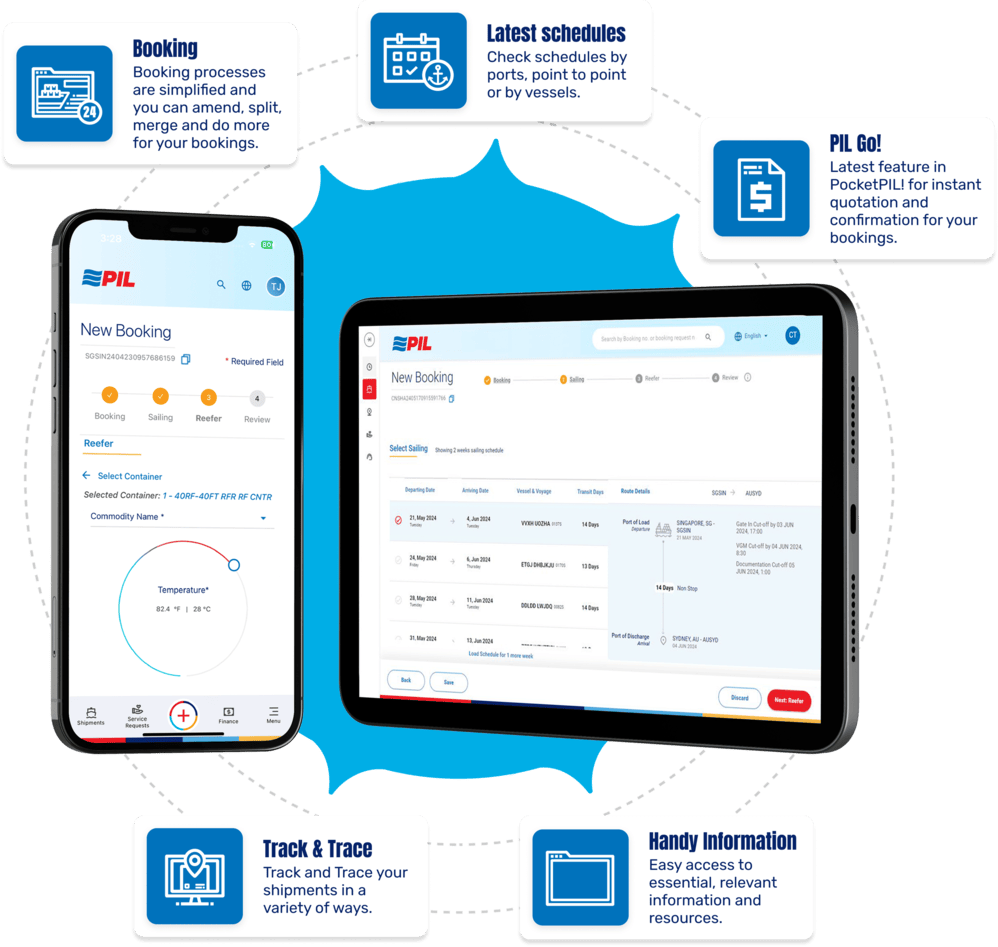 Booking
Booking processes
are simplified and
you can amend, split,
merge and do more
for your bookings.
24
Latest schedules
Check schedules by
ports, point to point
or by vessels.
PIL Go!
Latest feature in
PocketPIL! for instant
quotation and
confirmation for your
bookings.
$
3:29
80
PIL
TJ
New Booking
SGSIN2404230957686159
* Required Field
3
4
Booking
Sailing
Reefer
Review
Reefer
Select Container
Selected Container: 1 - 40RF-40FT RFR RF CNTR
Commodity Name *
Temperature*
82.4 °F | 28 °C
Shipments
Service
Requests
Finance
Menu
PIL
Search by Booking no. or booking request n
English
CT
New Booking
Booking
2
Sailing
3
Reefer
4
Review
Select Sailing
Showing 2 weeks sailing schedule
Departing Date
Arriving Date
Vessel & Voyage
Transit Days
Route Details
SGSIN → AUSYD
21, May 2024
Tuesday
4, Jun 2024
Tuesday
VVXH UOZHA
14 Days
24, May 2024
Friday
6, Jun 2024
Thursday
ETGJ DHBJKJU
13 Days
28, May 2024
Tuesday
11, Jun 2024
Tuesday
DDLDD LWJDQ
14 Days
31, May 2024
13, Jun 2024
Load Schedule for 1 more week
Port of Load
Departure
SINGAPORE, SG -
SGSIN
21 MAY 2024
Gate In Cut-off by 03 JUN
2024, 17:00
VGM Cut-off by 04 JUN 2024,
8:30
Documentation Cut-off 05
JUN 2024, 1:00
14 Days Non Stop
Port of Discharge
Arrival
SYDNEY, AU - AUSYD
04 JUN 2024
Back
Save
Discard
Next: Reefer
Track & Trace
Track and Trace your
shipments in a
variety of ways.
Handy Information
Easy access to
essential, relevant
information and
resources.